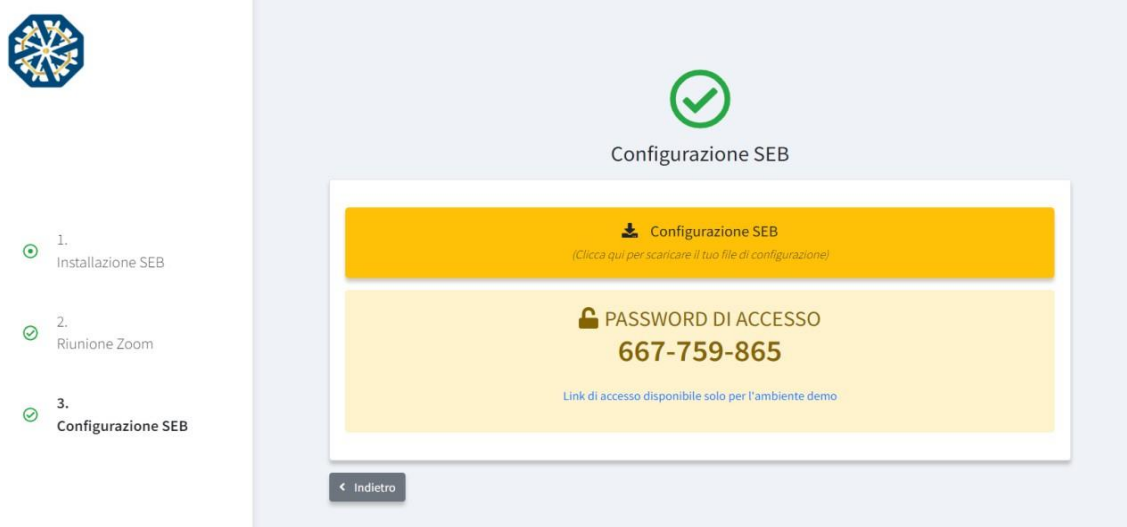 1.
Installazione SEB
2.
Riunione Zoom
3.
Configurazione SEB
Configurazione SEB
Configurazione SEB
(Clicca qui per scaricare il tuo file di configurazione)
PASSWORD DI ACCESSO
667-759-865
Link di accesso disponibile solo per l'ambiente demo
Indietro